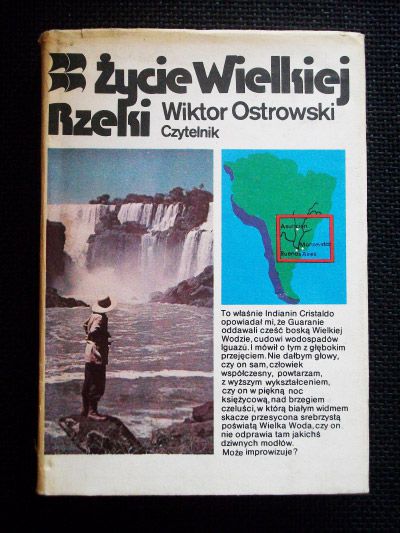 Życie Wielkiej
Rzeki Wiktor Ostrowski
Czytelnik
Asuncion
Montevideo
Buenos Aires
To właśnie Indianin Cristaldo
opowiadał mi, że Guaranie
oddawali cześć boską Wielkiej
Wodzie, cudowi wodospadów
Iguazú. I mówił o tym z głębokim
przejęciem. Nie dałbym głowy,
czy on sam, człowiek
współczesny, powtarzam,
z wyższym wykształceniem,
czy on w piękną noc
księżycową, nad brzegiem
czeluści, w którą białym widmem
skacze przesycona srebrzystą
poświatą Wielka Woda, czy on
nie odprawia tam jakichś
dziwnych modłów.
Może improwizuje?